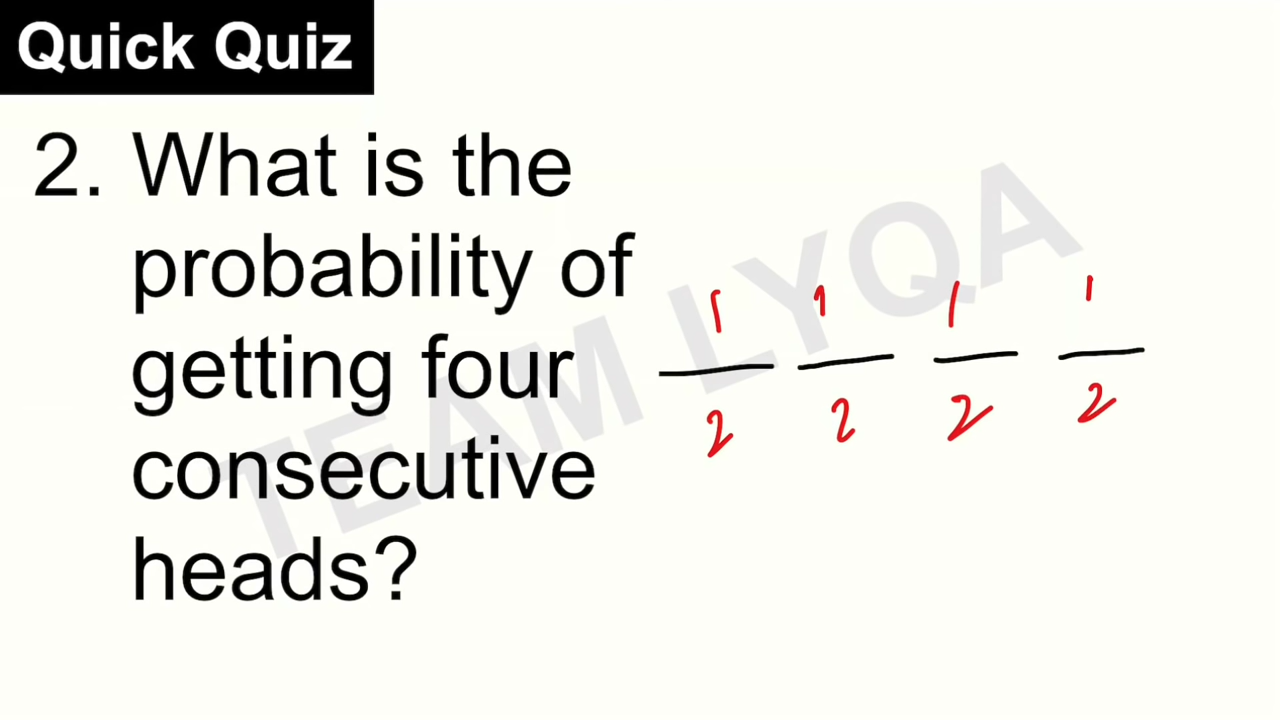 Quick Quiz
2. What is the
probability of
getting four
consecutive
heads?
1 1 1 1
2 2 2 2
TEAM LYQA